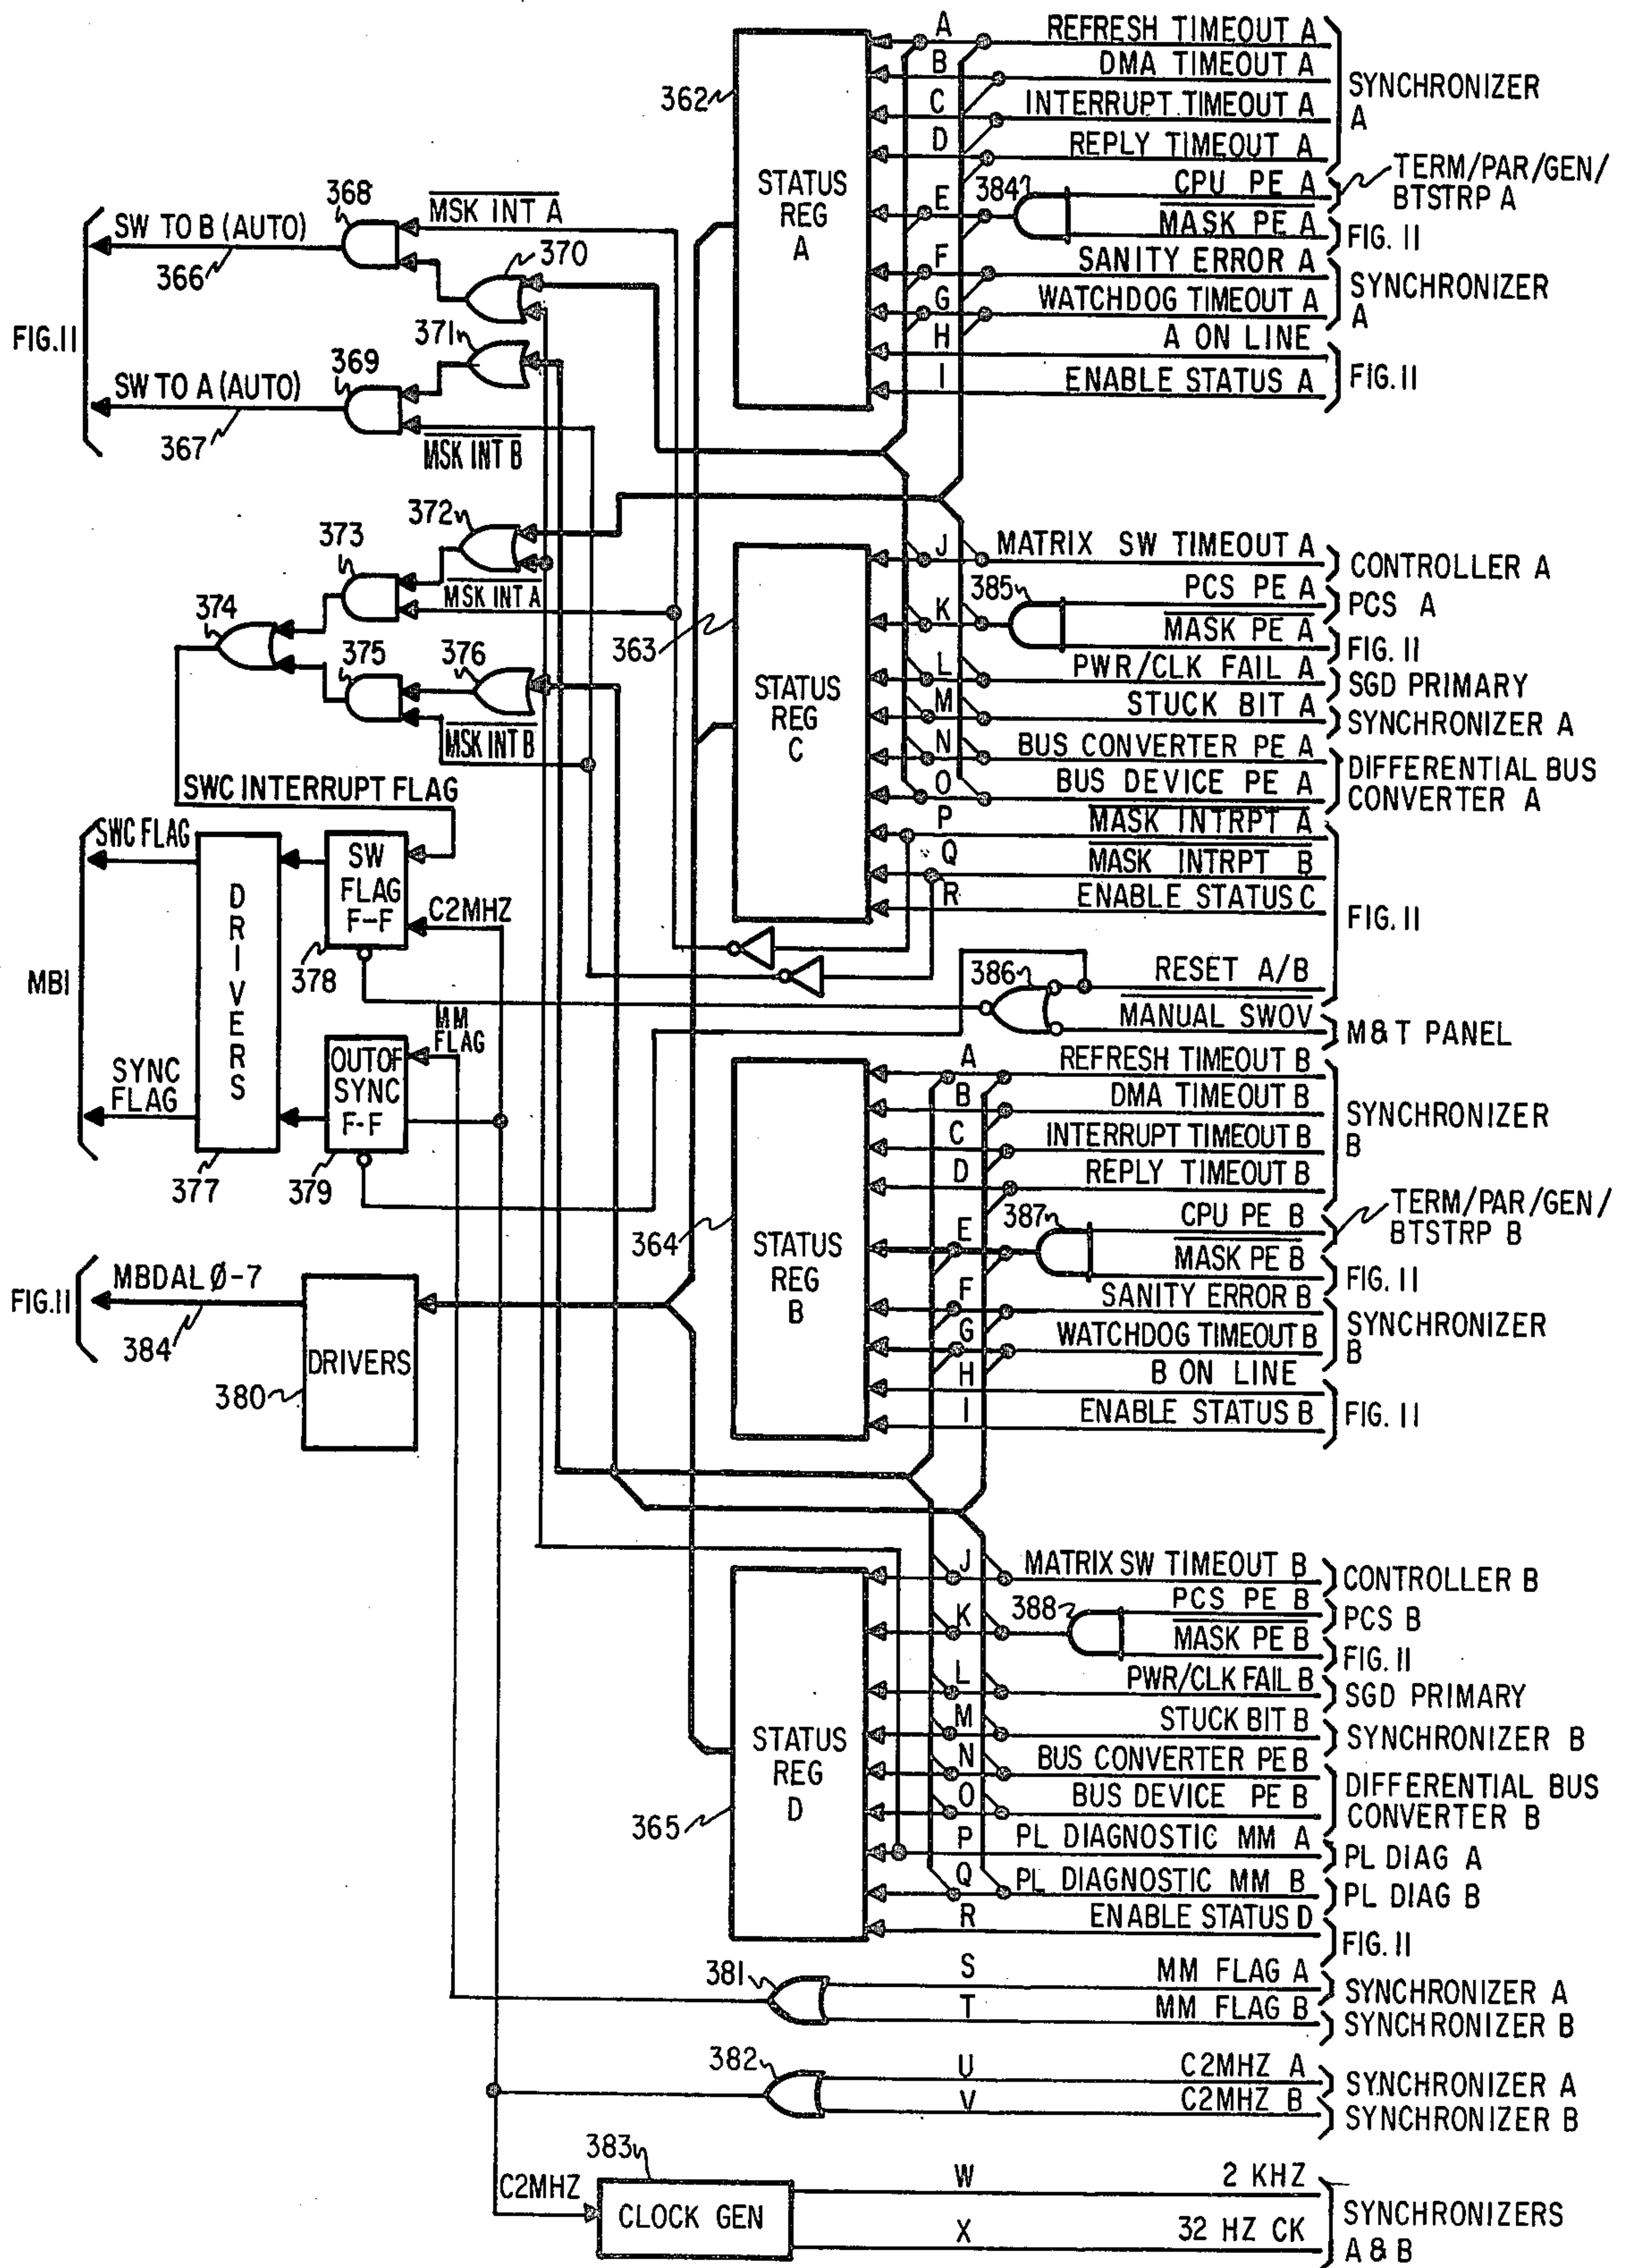 A REFRESH TIMEOUT A
B DMA TIMEOUT A
SYNCHRONIZER A
C INTERRUPT TIMEOUT A
D REPLY TIMEOUT A
362
STATUS REG A
384
E CPU PE A
TERM/PAR/GEN/ BTSTRP A
MASK PE A
FIG. 11
F SANITY ERROR A
G WATCHDOG TIMEOUT A
SYNCHRONIZER A
H A ON LINE
I ENABLE STATUS A
FIG. 11
368
MSK INT A
SW TO B (AUTO)
366
370
FIG. 11
371
369
SW TO A (AUTO)
367
MSK INT B
372
373
MSK INT A
374
375
376
MSK INT B
SWC INTERRUPT FLAG
J MATRIX SW TIMEOUT A
CONTROLLER A
385
K PCS PE A
PCS A
MASK PE A
FIG. 11
363
STATUS REG C
L PWR/CLK FAIL A
SGD PRIMARY
M STUCK BIT A
SYNCHRONIZER A
N BUS CONVERTER PE A
O BUS DEVICE PE A
DIFFERENTIAL BUS CONVERTER A
P MASK INTRPT A
Q MASK INTRPT B
R ENABLE STATUS C
FIG. 11
386
RESET A/B
MANUAL SWOV
M&T PANEL
SWC FLAG
DRIVERS
SW FLAG F-F
C2MHZ
378
MBI
MM FLAG
SYNC FLAG
OUT OF SYNC F-F
377
379
A REFRESH TIMEOUT B
B DMA TIMEOUT B
SYNCHRONIZER B
C INTERRUPT TIMEOUT B
D REPLY TIMEOUT B
364
STATUS REG B
387
E CPU PE B
TERM/PAR/GEN/ BTSTRP B
MASK PE B
FIG. 11
F SANITY ERROR B
G WATCHDOG TIMEOUT B
SYNCHRONIZER B
H B ON LINE
I ENABLE STATUS B
FIG. 11
FIG. 11
MBDAL Ø-7
384
DRIVERS
380
J MATRIX SW TIMEOUT B
CONTROLLER B
388
K PCS PE B
PCS B
MASK PE B
FIG. 11
L PWR/CLK FAIL B
SGD PRIMARY
M STUCK BIT B
SYNCHRONIZER B
365
STATUS REG D
N BUS CONVERTER PE B
O BUS DEVICE PE B
DIFFERENTIAL BUS CONVERTER B
P PL DIAGNOSTIC MM A
PL DIAG A
Q PL DIAGNOSTIC MM B
PL DIAG B
R ENABLE STATUS D
FIG. 11
381
S MM FLAG A
SYNCHRONIZER A
T MM FLAG B
SYNCHRONIZER B
382
U C2MHZ A
SYNCHRONIZER A
V C2MHZ B
SYNCHRONIZER B
383
C2MHZ
CLOCK GEN
W 2 KHZ
X 32 HZ CK
SYNCHRONIZERS A & B